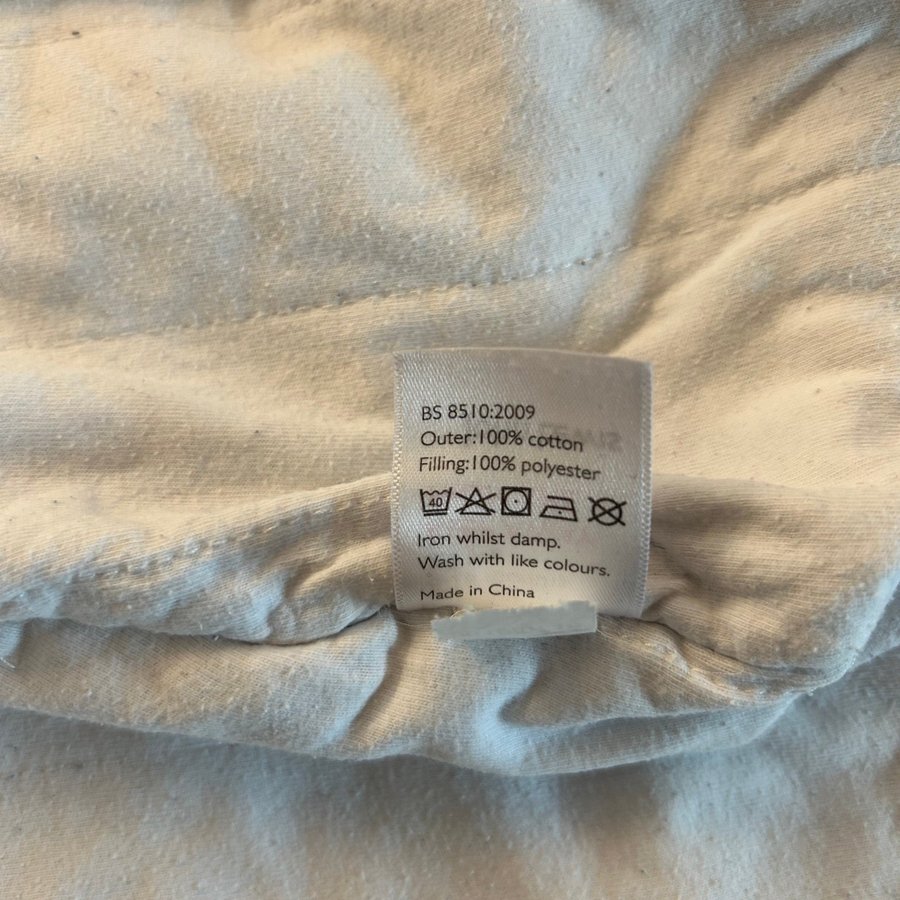 BS 8510:2009
Outer:100% cotton
Filling:100% polyester
40
Iron whilst damp.
Wash with like colours.
Made in China